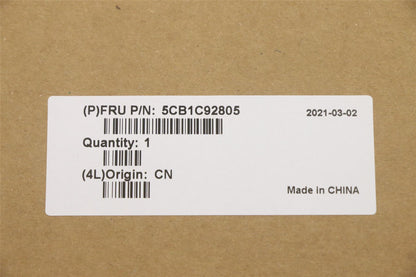 (P)FRU P/N: 5CB1C92805
2021-03-02
Quantity: 1
(4L)Origin: CN
Made in CHINA